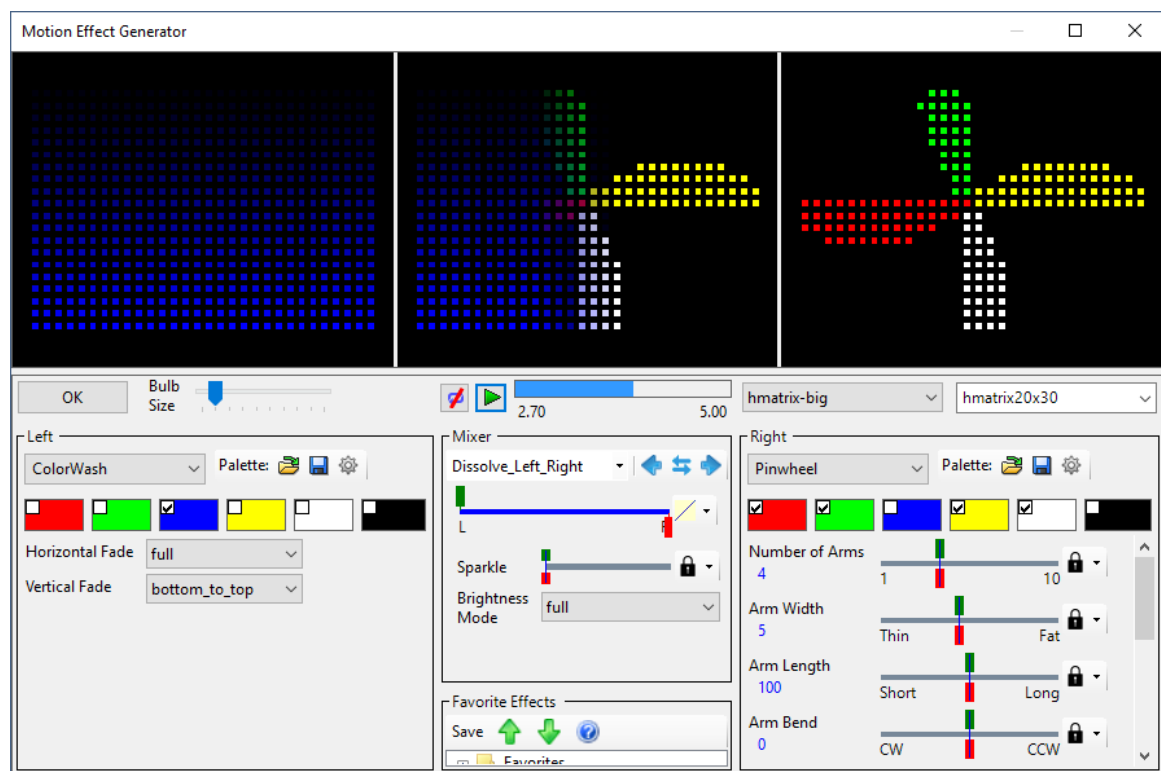 Motion Effect Generator
OK
Bulb
Size
2.70
5.00
hmatrix-big
hmatrix20x30
Left
ColorWash
Palette:
Horizontal Fade
full
Vertical Fade
bottom_to_top
Mixer
Dissolve_Left_Right
L
Sparkle
Brightness
Mode
full
Favorite Effects
Save
Favorites
Right
Pinwheel
Palette:
Number of Arms
4
1
10
Arm Width
5
Thin
Fat
Arm Length
100
Short
Long
Arm Bend
0
CW
CCW